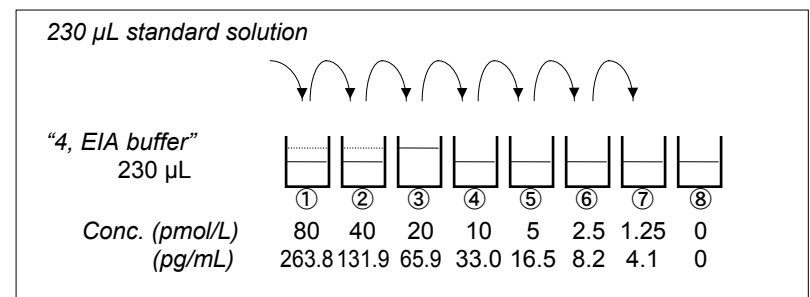 230 µL standard solution
“4, EIA buffer”
230 µL
① ② ③ ④ ⑤ ⑥ ⑦ ⑧
Conc. (pmol/L) 80 40 20 10 5 2.5 1.25 0
(pg/mL) 263.8 131.9 65.9 33.0 16.5 8.2 4.1 0